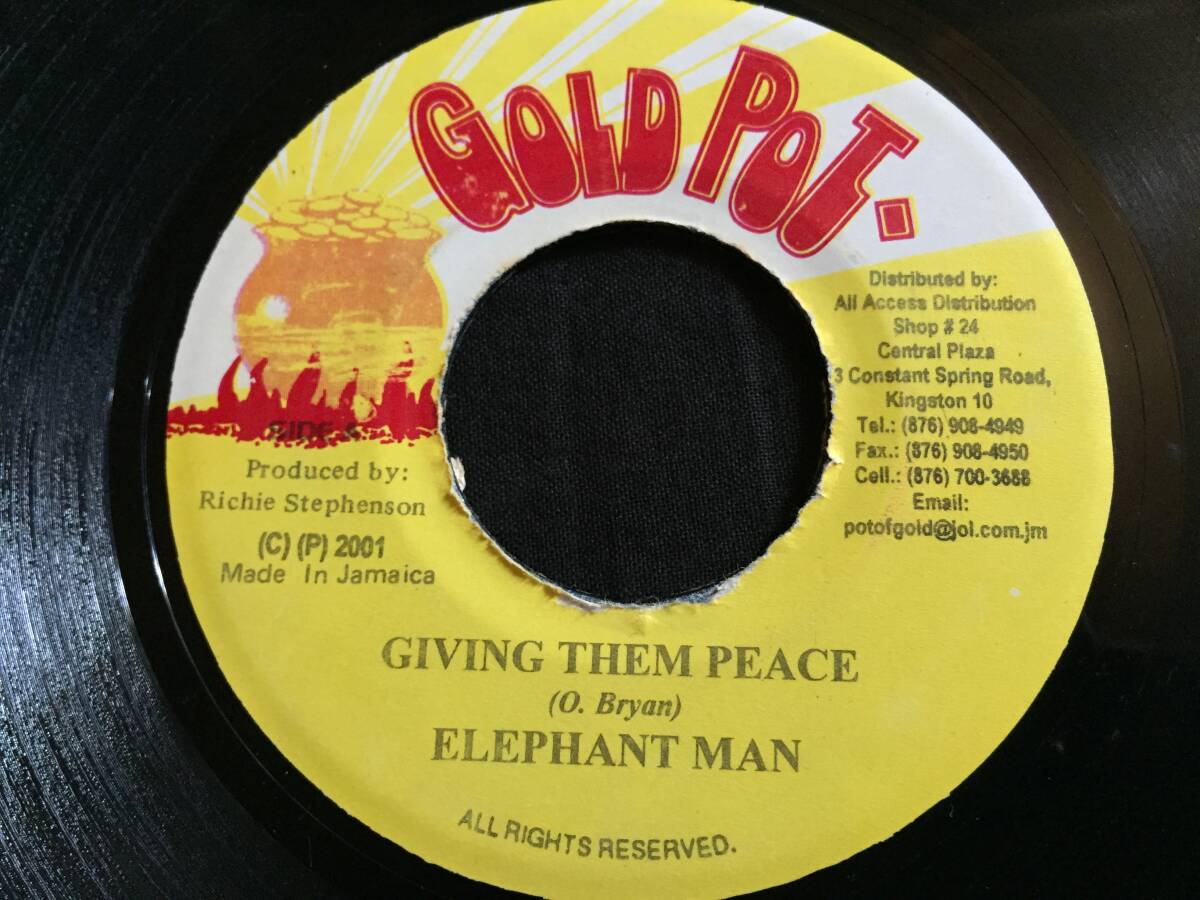 GOLD POT.
Distributed by:
All Access Distribution
Shop # 24
Central Plaza
3 Constant Spring Road,
Kingston 10
Tel.: (876) 908-4949
Fax.: (876) 908-4950
Cell.: (876) 700-3688
Email:
potofgold@jol.com.jm
SIDE A
Produced by:
Richie Stephenson
(C) (P) 2001
Made In Jamaica
GIVING THEM PEACE
(O. Bryan)
ELEPHANT MAN
ALL RIGHTS RESERVED.